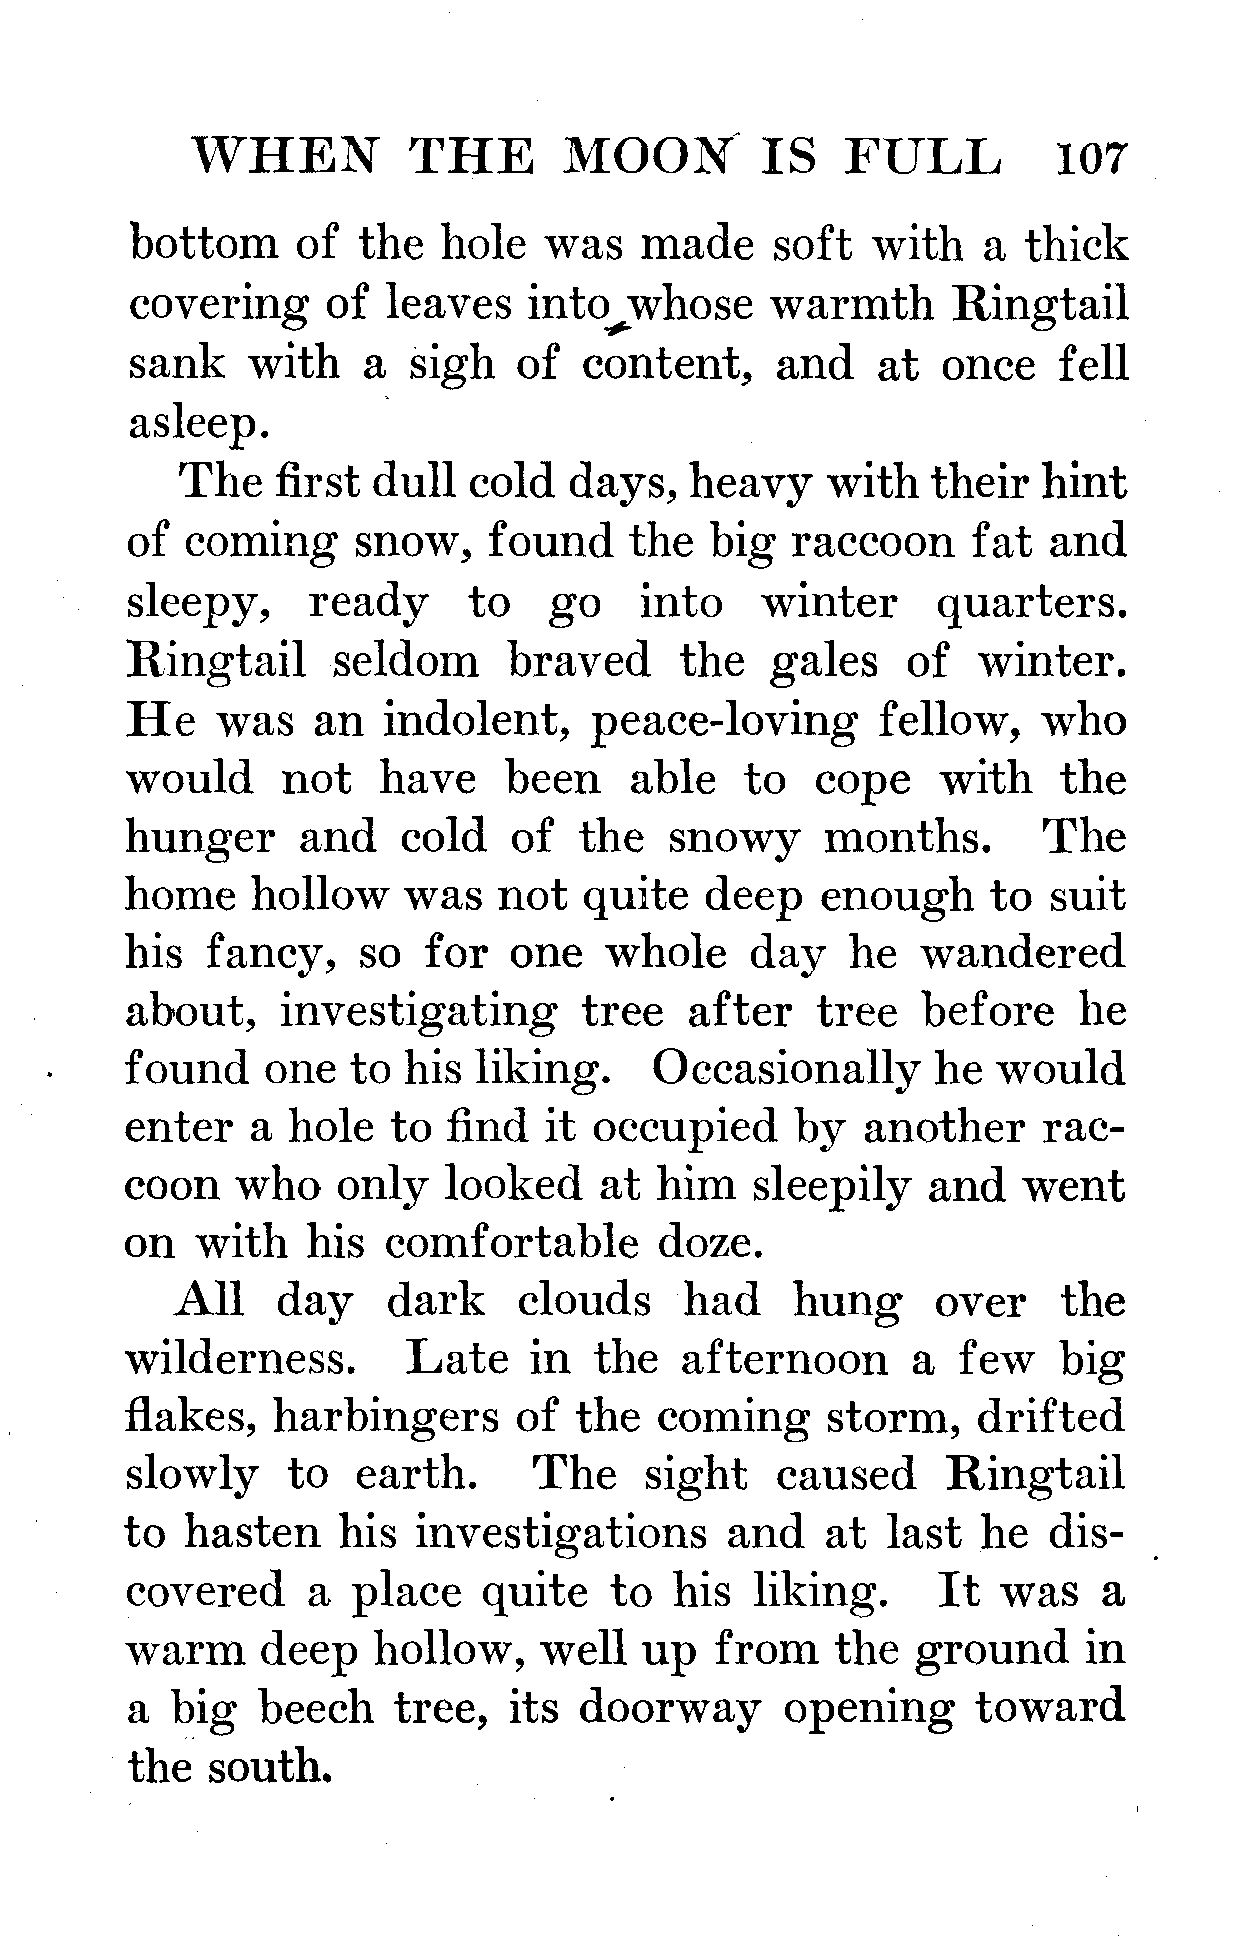 WHEN THE MOON IS FULL 107
bottom of the hole was made soft with a thick
covering of leaves into whose warmth Ringtail
sank with a sigh of content, and at once fell
asleep.
The first dull cold days, heavy with their hint
of coming snow, found the big raccoon fat and
sleepy, ready to go into winter quarters.
Ringtail seldom braved the gales of winter.
He was an indolent, peace-loving fellow, who
would not have been able to cope with the
hunger and cold of the snowy months. The
home hollow was not quite deep enough to suit
his fancy, so for one whole day he wandered
about, investigating tree after tree before he
found one to his liking. Occasionally he would
enter a hole to find it occupied by another rac-
coon who only looked at him sleepily and went
on with his comfortable doze.
All day dark clouds had hung over the
wilderness. Late in the afternoon a few big
flakes, harbingers of the coming storm, drifted
slowly to earth. The sight caused Ringtail
to hasten his investigations and at last he dis-
covered a place quite to his liking. It was a
warm deep hollow, well up from the ground in
a big beech tree, its doorway opening toward
the south.